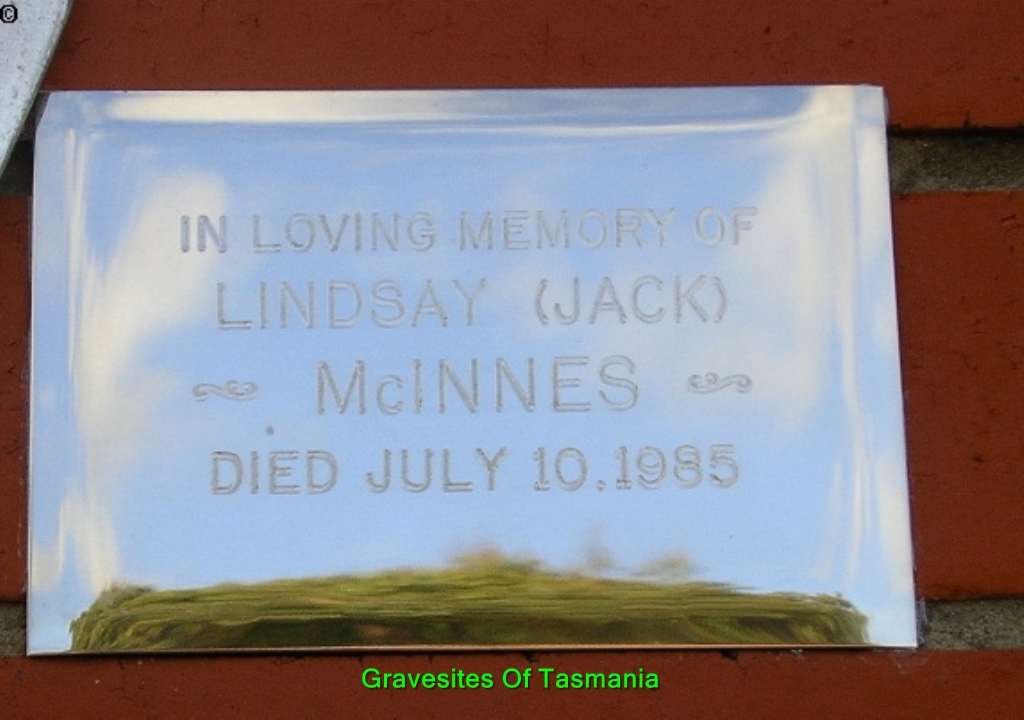 ©
IN LOVING MEMORY OF
LINDSAY (JACK)
McINNES
DIED JULY 10.1985
Gravesites Of Tasmania